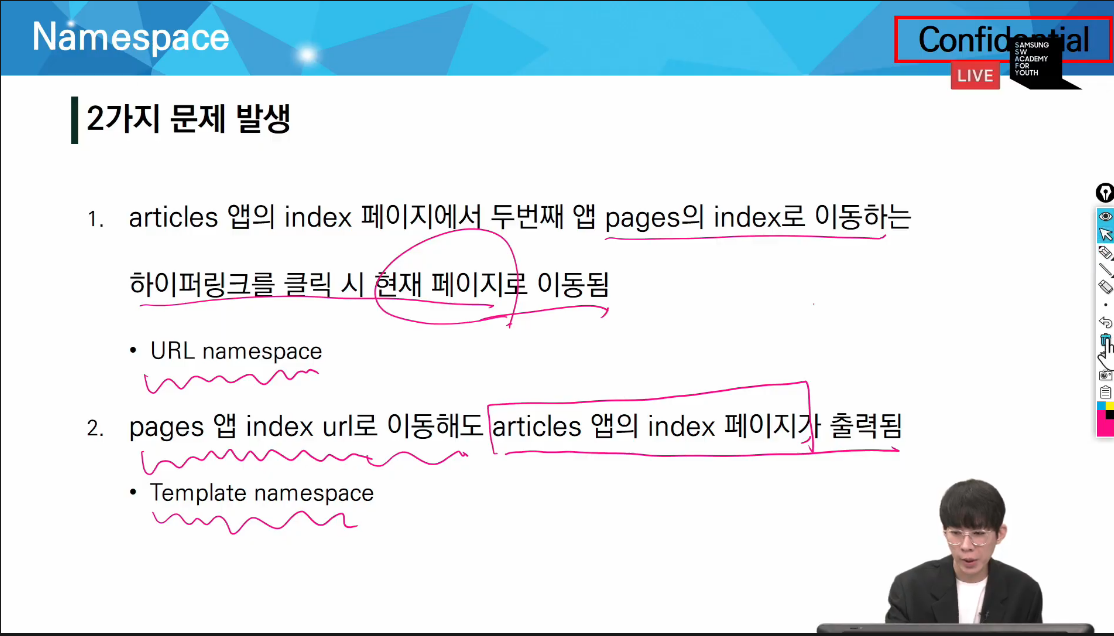 Namespace
Confidential
SAMSUNG
SW
ACADEMY
FOR
YOUTH
LIVE
2가지 문제 발생
1. articles 앱의 index 페이지에서 두번째 앱 pages의 index로 이동하는
하이퍼링크를 클릭 시 현재 페이지로 이동됨
• URL namespace
2. pages 앱 index url로 이동해도 articles 앱의 index 페이지가 출력됨
• Template namespace